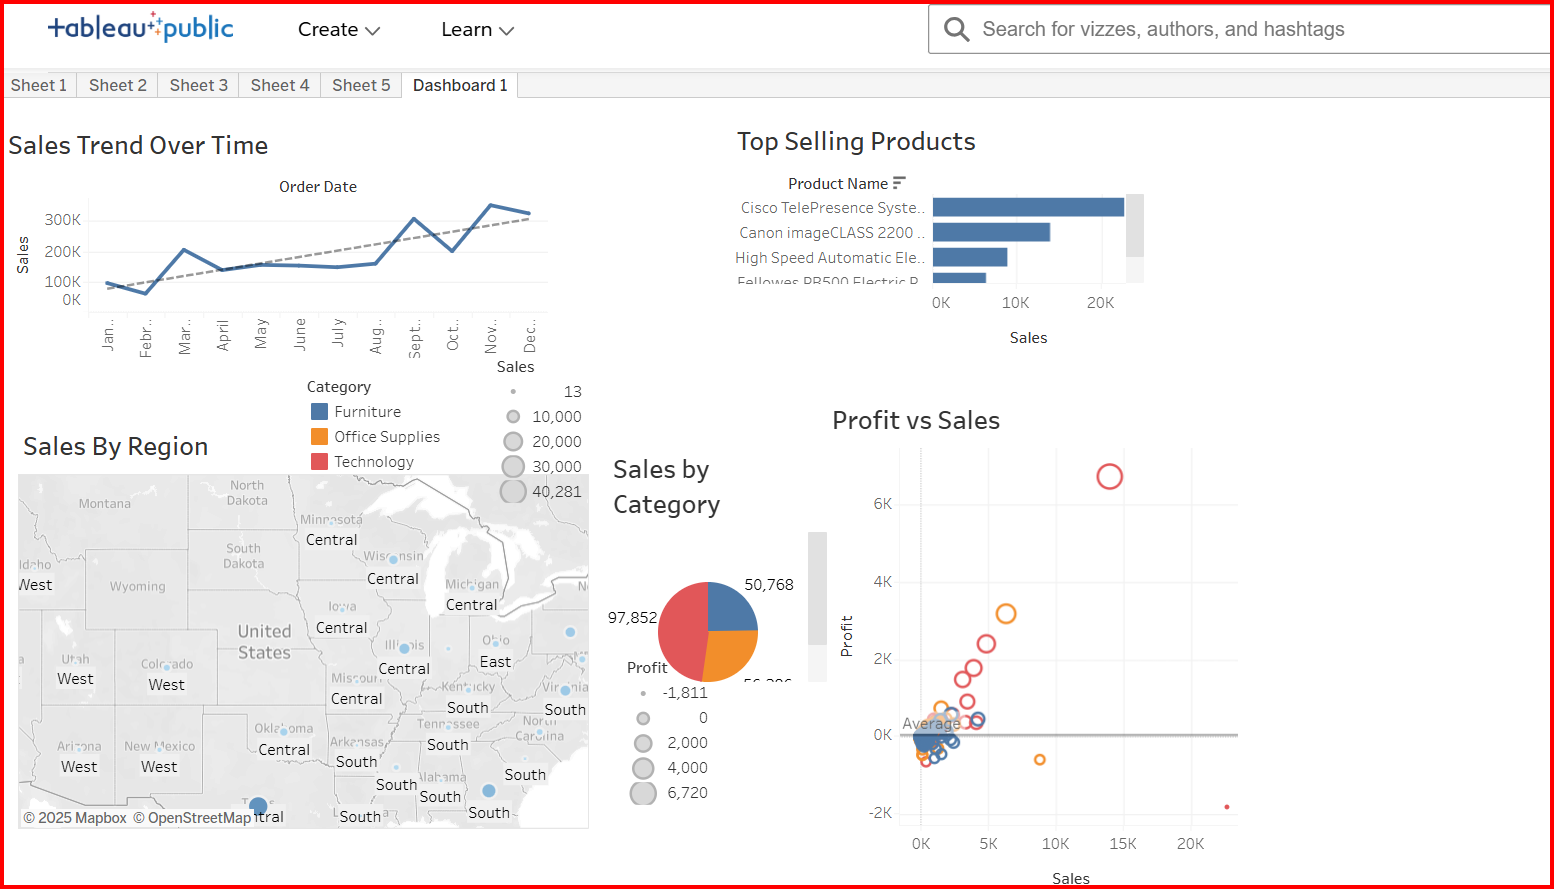 tableau public
Create
Learn
Search for vizzes, authors, and hashtags
Sheet 1
Sheet 2
Sheet 3
Sheet 4
Sheet 5
Dashboard 1
Sales Trend Over Time
Order Date
Sales
300K
200K
100K
0K
Jan..
Febr..
Mar..
April
May
June
July
Aug..
Sept..
Oct..
Nov..
Dec..
Top Selling Products
Product Name
Cisco TelePresence Syste..
Canon imageCLASS 2200 ..
High Speed Automatic Ele..
Fellowes PB500 Electric P..
0K
10K
20K
Sales
Category
Furniture
Office Supplies
Technology
Sales
13
10,000
20,000
30,000
40,281
Sales By Region
Montana
North
Dakota
Minnesota
Central
South
Dakota
Wisconsin
Central
Idaho
West
Wyoming
Michigan
Central
Iowa
Central
United
States
Illinois
Central
Ohio
East
Utah
West
Colorado
West
Missouri
Central
Kentucky
South
Virginia
South
Oklahoma
Central
Tennessee
South
North
Carolina
Arizona
West
New Mexico
West
Arkansas
South
South
Alabama
South
South
South
South
© 2025 Mapbox © OpenStreetMap
ntral
Sales by
Category
50,768
97,852
Profit
-1,811
0
2,000
4,000
6,720
Profit vs Sales
Profit
6K
4K
2K
0K
-2K
Average
0K
5K
10K
15K
20K
Sales